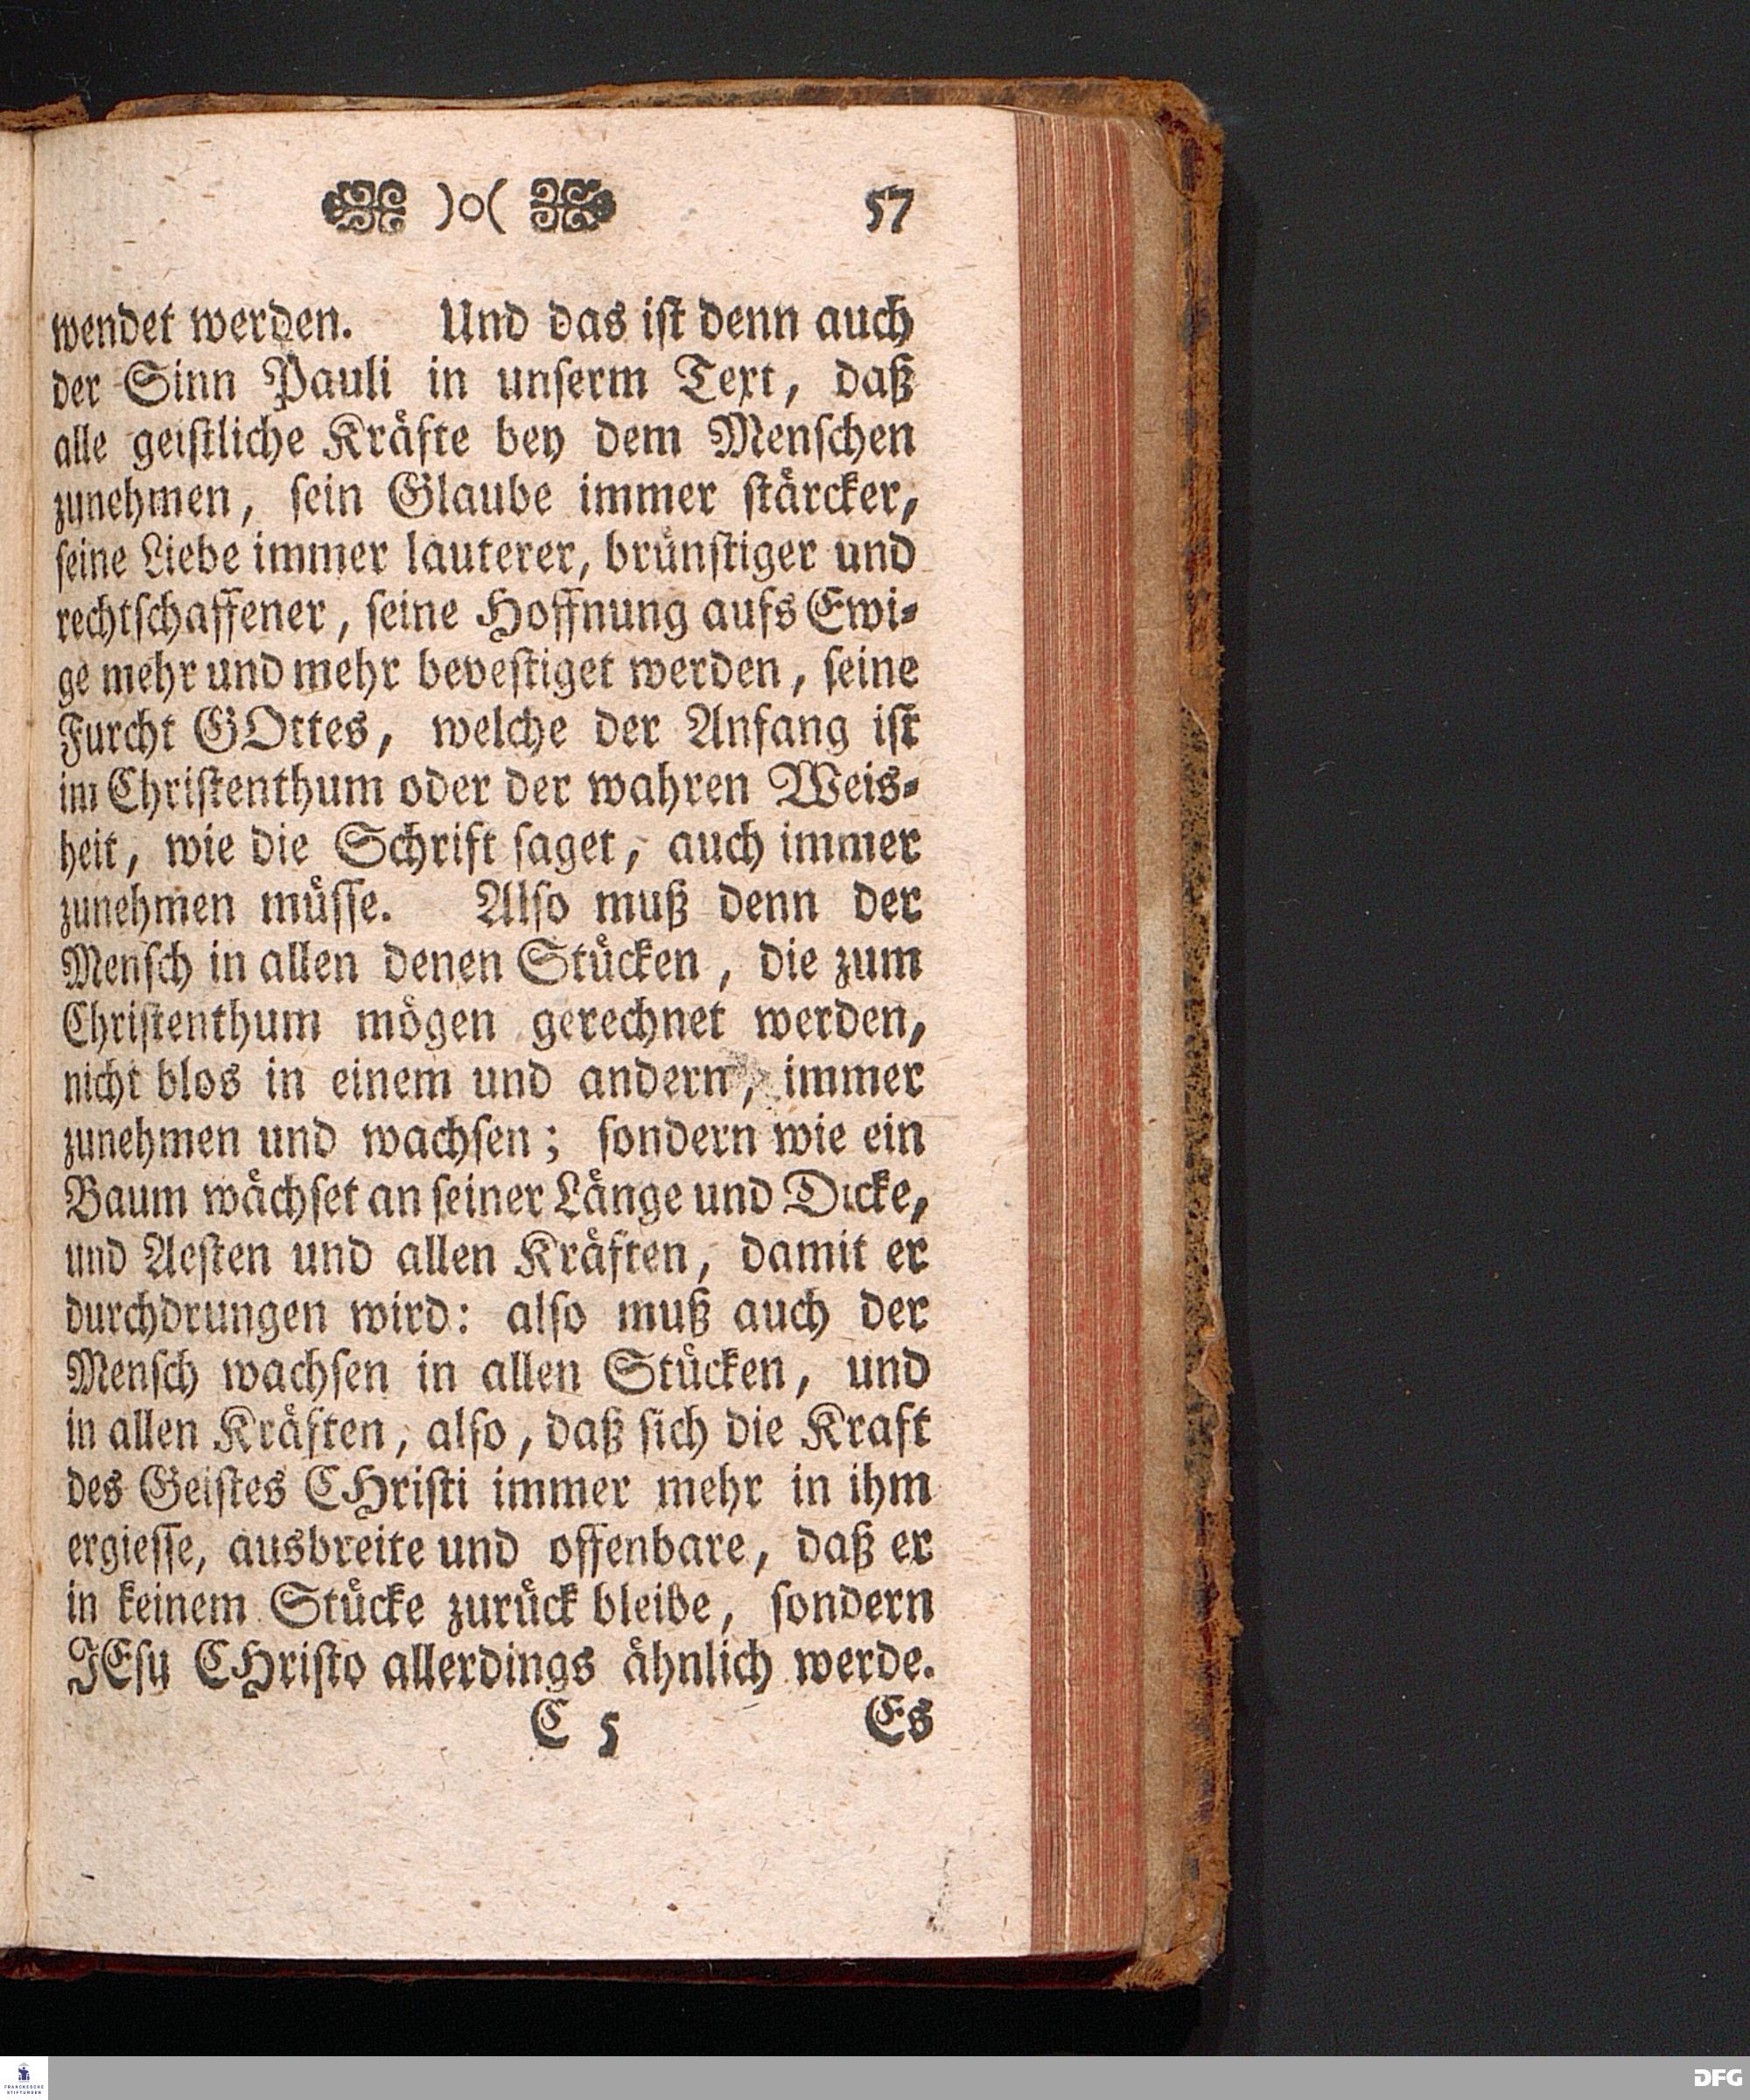 )o( 57
wendet werden. Und das iſt denn auch
der Sinn Pauli in unſerm Text, daß
alle geiſtliche Kräfte bey dem Menſchen
zunehmen, ſein Glaube immer ſtärcker,
ſeine Liebe immer lauterer, brünſtiger und
rechtſchaffener, ſeine Hoffnung aufs Ewi⸗
ge mehr und mehr beveſtiget werden, ſeine
Furcht GOttes, welche der Anfang iſt
im Chriſtenthum oder der wahren Weis⸗
heit, wie die Schrift ſaget, auch immer
zunehmen müſſe. Alſo muß denn der
Menſch in allen denen Stücken, die zum
Chriſtenthum mögen gerechnet werden,
nicht blos in einem und andern, immer
zunehmen und wachſen; ſondern wie ein
Baum wächſet an ſeiner Länge und Dicke,
und Aeſten und allen Kräften, damit er
durchdrungen wird: alſo muß auch der
Menſch wachſen in allen Stücken, und
in allen Kräften, alſo, daß ſich die Kraft
des Geiſtes CHriſti immer mehr in ihm
ergieſſe, ausbreite und offenbare, daß er
in keinem Stücke zurück bleibe, ſondern
JEſu CHriſto allerdings ähnlich werde.
C 5 Es
FRANCKESCHE
STIFTUNGEN
DFG